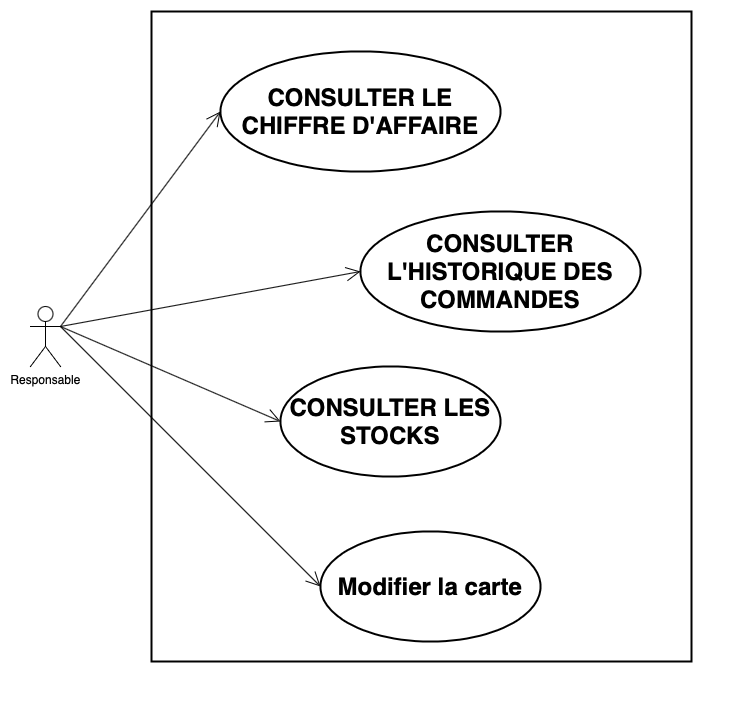 CONSULTER LE
CHIFFRE D'AFFAIRE
CONSULTER
L'HISTORIQUE DES
COMMANDES
Responsable
CONSULTER LES
STOCKS
Modifier la carte